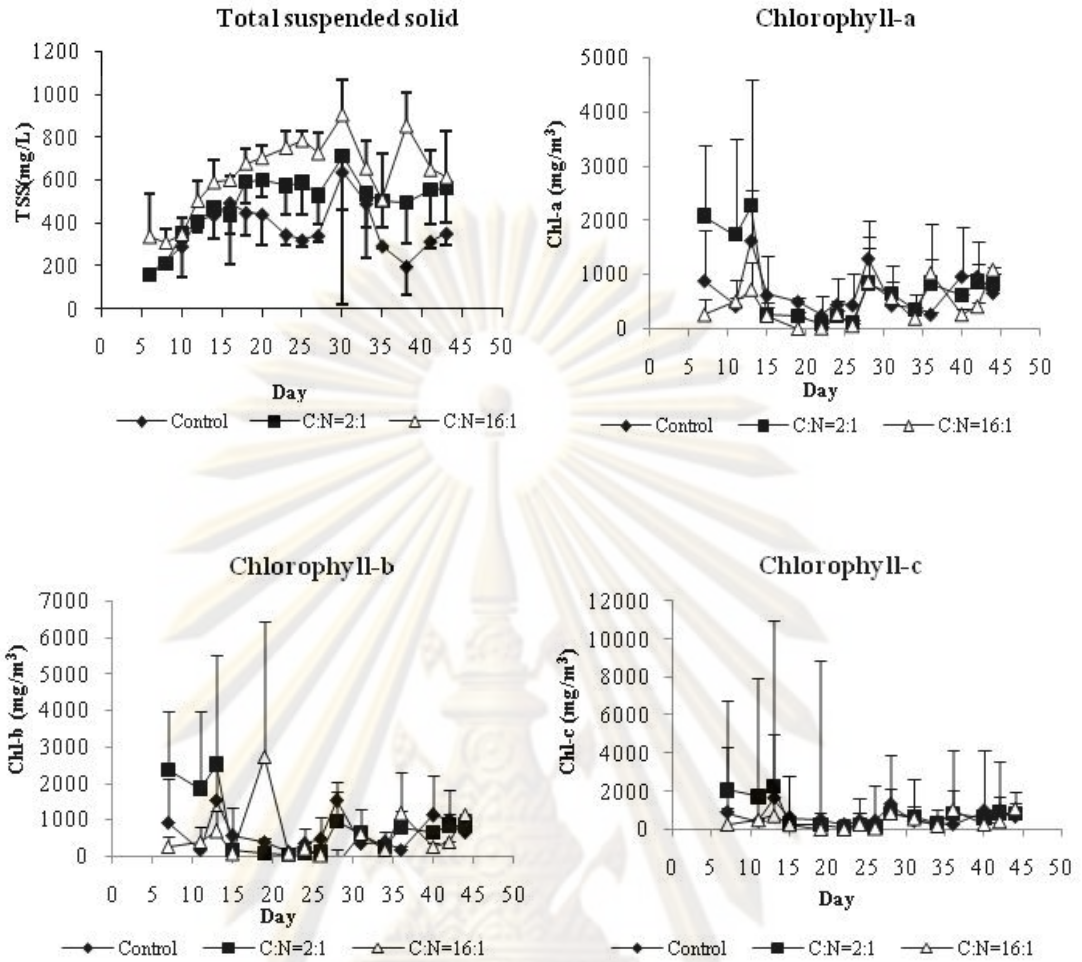 Total suspended solid
1200
1000
800
600
400
200
0
TSS(mg/L)
0 5 10 15 20 25 30 35 40 45 50
Day
Control C:N=2:1 C:N=16:1
Chlorophyll-a
5000
4000
3000
2000
1000
0
Chl-a (mg/m³)
0 5 10 15 20 25 30 35 40 45 50
Day
Control C:N=2:1 C:N=16:1
Chlorophyll-b
7000
6000
5000
4000
3000
2000
1000
0
Chl-b (mg/m³)
0 5 10 15 20 25 30 35 40 45 50
Day
Control C:N=2:1 C:N=16:1
Chlorophyll-c
12000
10000
8000
6000
4000
2000
0
Chl-c (mg/m³)
0 5 10 15 20 25 30 35 40 45 50
Day
Control C:N=2:1 C:N=16:1